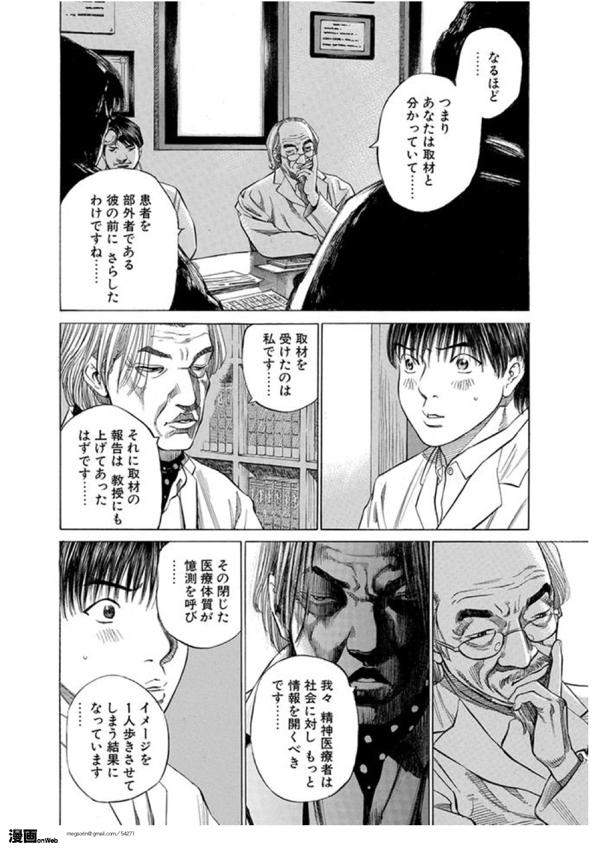 なるほど
……
つまり
あなたは取材と
分かっていて……
患者を
部外者である
彼の前に さらした
わけですね……
取材を
受けたのは
私です……
それに取材の
報告は 教授にも
上げてあった
はずです……
我々 精神医療者は
社会に対し もっと
情報を開くべき
です……
その閉じた
医療体質が
憶測を呼び
……
イメージを
1人歩きさせて
しまう結果に
なっています
漫画 on Web
megaorin@gmail.com/54271